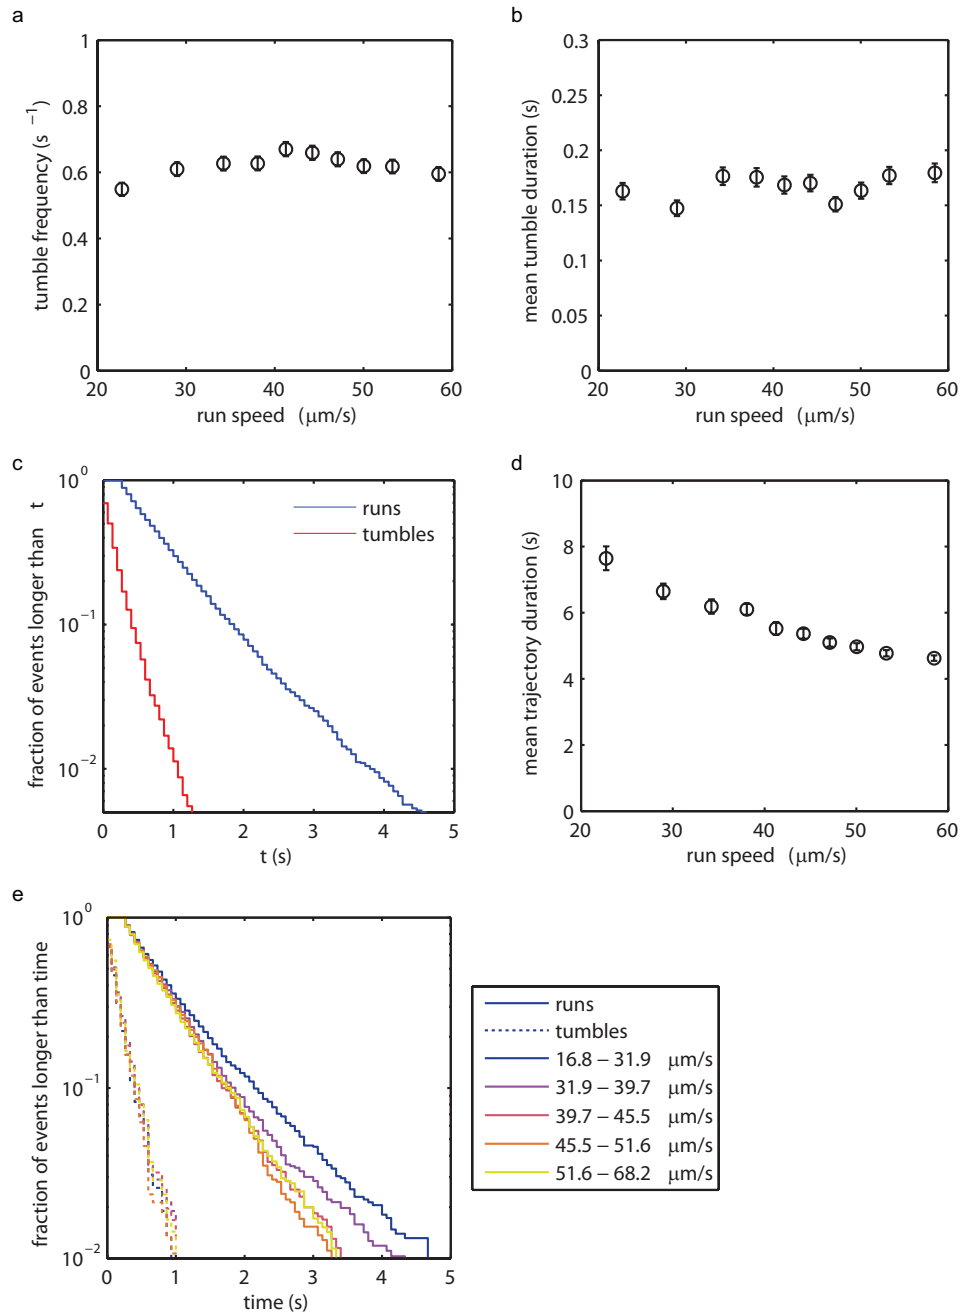 a
tumble frequency (s⁻¹)
1
0.8
0.6
0.4
0.2
0
20 30 40 50 60
run speed (μm/s)
b
mean tumble duration (s)
0.3
0.25
0.2
0.15
0.1
0.05
0
20 30 40 50 60
run speed (μm/s)
c
fraction of events longer than t
10⁰
10⁻¹
10⁻²
runs
tumbles
0 1 2 3 4 5
t (s)
d
mean trajectory duration (s)
10
8
6
4
2
0
20 30 40 50 60
run speed (μm/s)
e
fraction of events longer than time
10⁰
10⁻¹
10⁻²
0 1 2 3 4 5
time (s)
runs
tumbles
16.8 – 31.9 μm/s
31.9 – 39.7 μm/s
39.7 – 45.5 μm/s
45.5 – 51.6 μm/s
51.6 – 68.2 μm/s